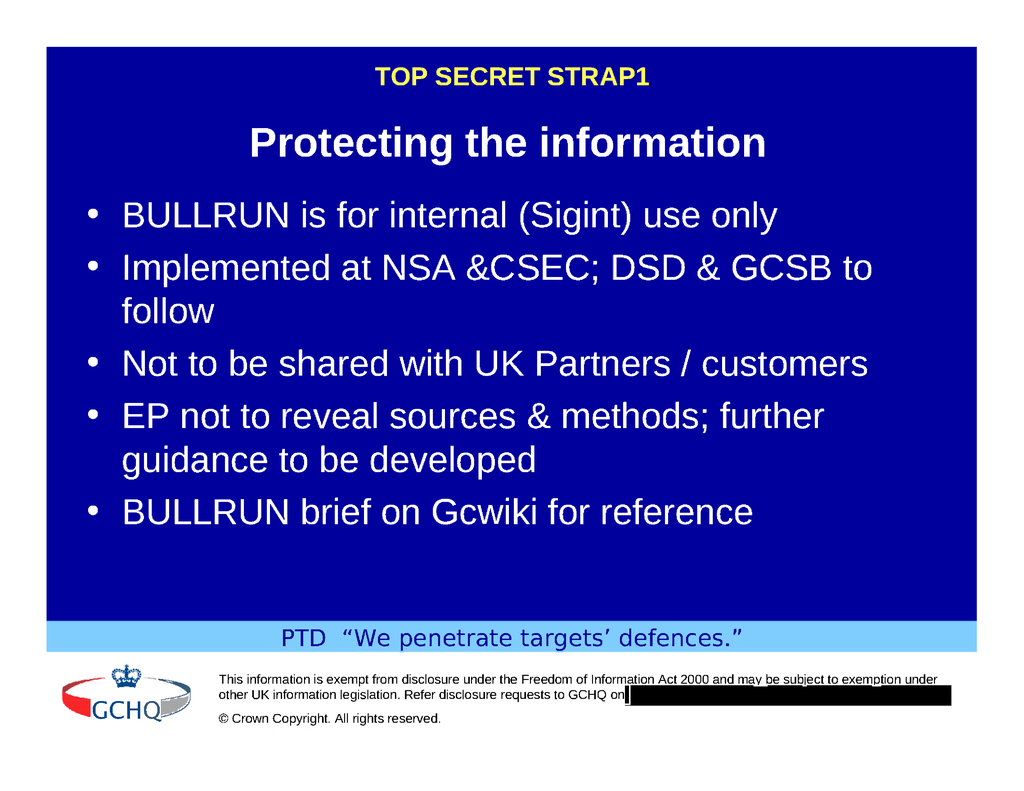 TOP SECRET STRAP1
Protecting the information
• BULLRUN is for internal (Sigint) use only
• Implemented at NSA &CSEC; DSD & GCSB to
follow
• Not to be shared with UK Partners / customers
• EP not to reveal sources & methods; further
guidance to be developed
• BULLRUN brief on Gcwiki for reference
PTD “We penetrate targets’ defences.”
GCHQ
This information is exempt from disclosure under the Freedom of Information Act 2000 and may be subject to exemption under
other UK information legislation. Refer disclosure requests to GCHQ on
© Crown Copyright. All rights reserved.